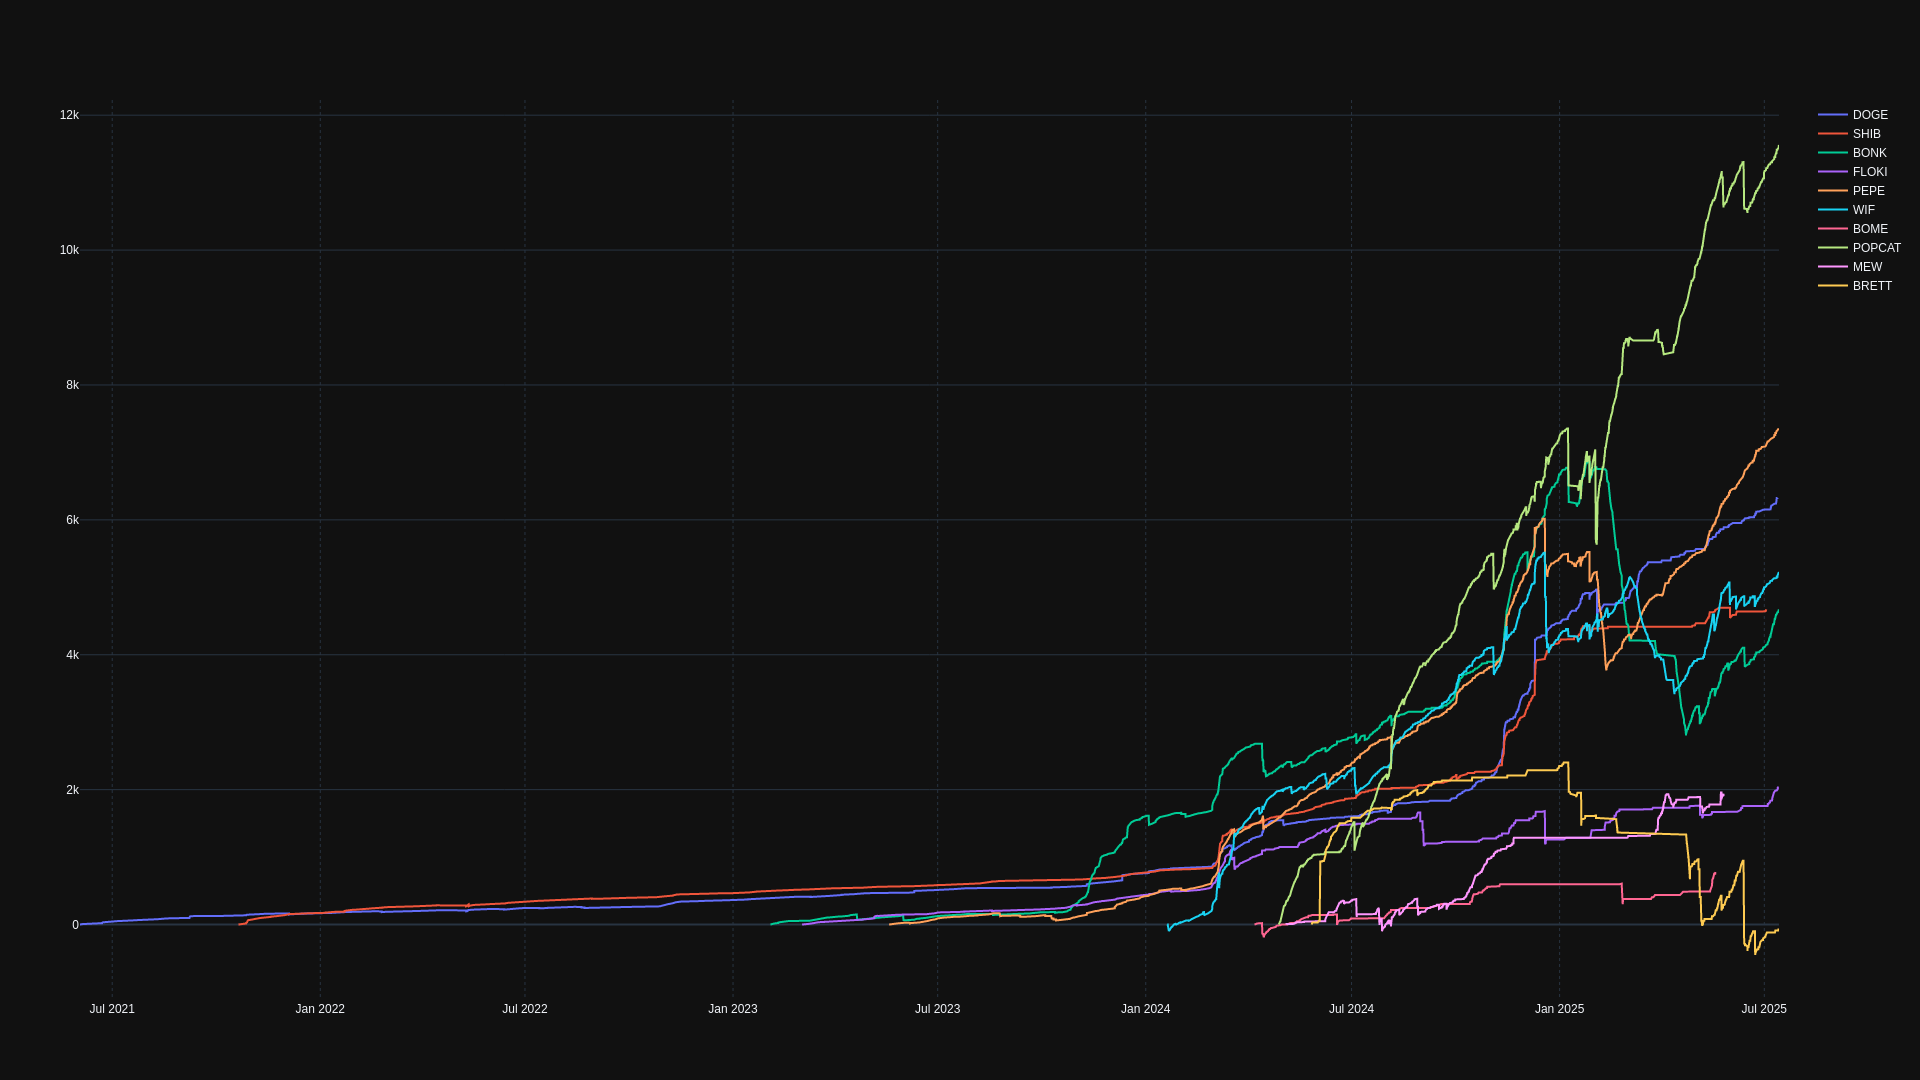 12k
10k
8k
6k
4k
2k
0
Jul 2021
Jan 2022
Jul 2022
Jan 2023
Jul 2023
Jan 2024
Jul 2024
Jan 2025
Jul 2025
DOGE
SHIB
BONK
FLOKI
PEPE
WIF
BOME
POPCAT
MEW
BRETT